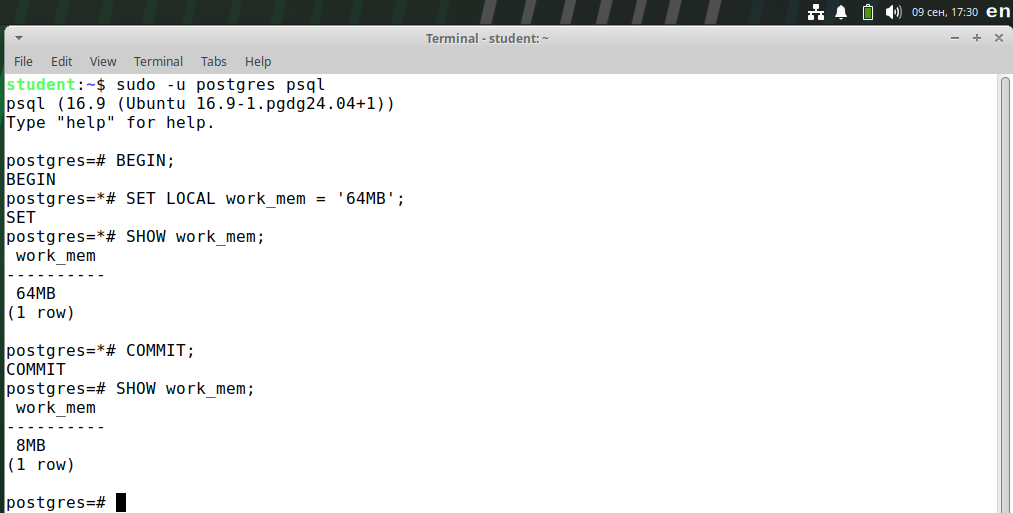 09 сен, 17:30 en
Terminal - student: ~
File Edit View Terminal Tabs Help
student:~$ sudo -u postgres psql
psql (16.9 (Ubuntu 16.9-1.pgdg24.04+1))
Type "help" for help.
postgres=# BEGIN;
BEGIN
postgres=*# SET LOCAL work_mem = '64MB';
SET
postgres=*# SHOW work_mem;
 work_mem
----------
 64MB
(1 row)
postgres=*# COMMIT;
COMMIT
postgres=# SHOW work_mem;
 work_mem
----------
 8MB
(1 row)
postgres=#